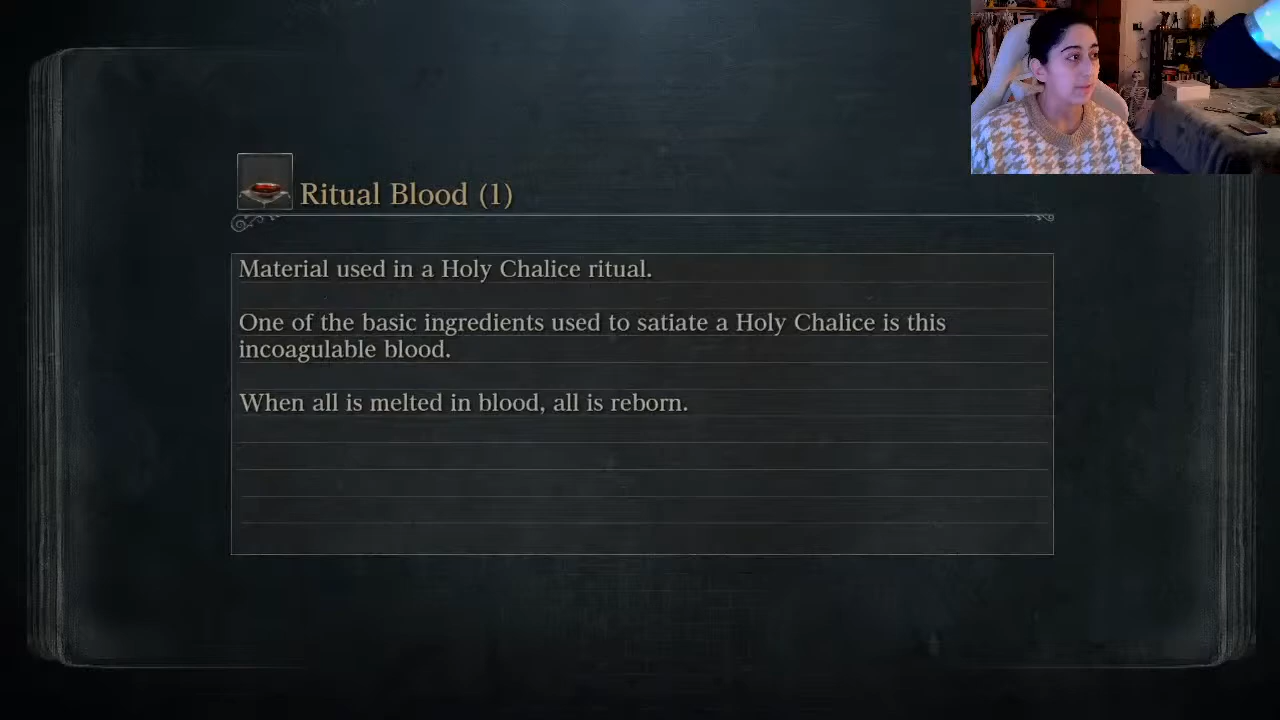 Ritual Blood (1)
Material used in a Holy Chalice ritual.
One of the basic ingredients used to satiate a Holy Chalice is this
incoagulable blood.
When all is melted in blood, all is reborn.